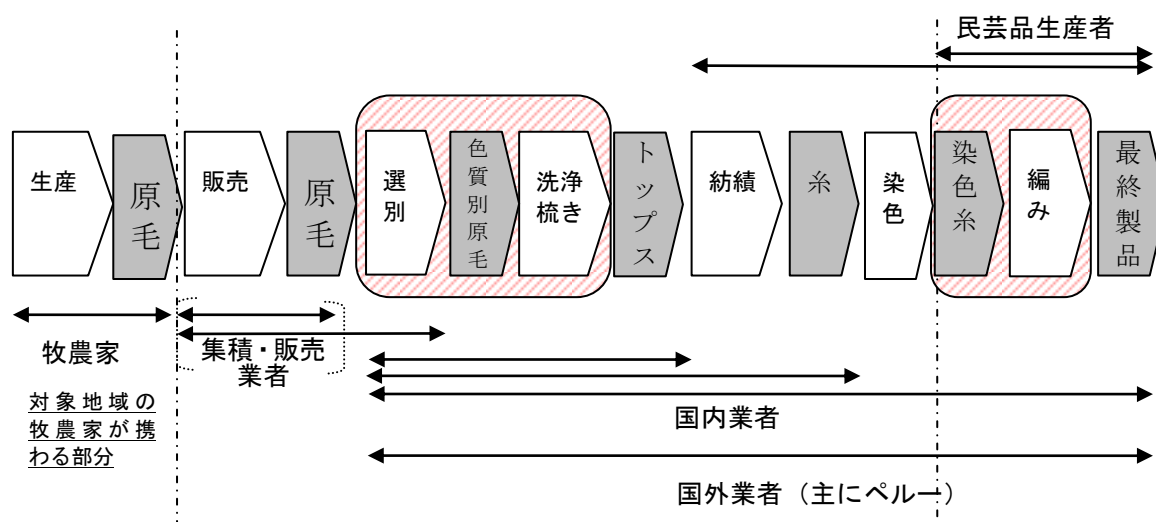 民芸品生産者
生産
原毛
販売
原毛
選別
色質別原毛
洗浄
梳き
トップス
紡績
糸
染色
染色糸
編み
最終製品
牧農家
集積・販売
業者
対象地域の
牧農家が携
わる部分
国内業者
国外業者（主にペルー）